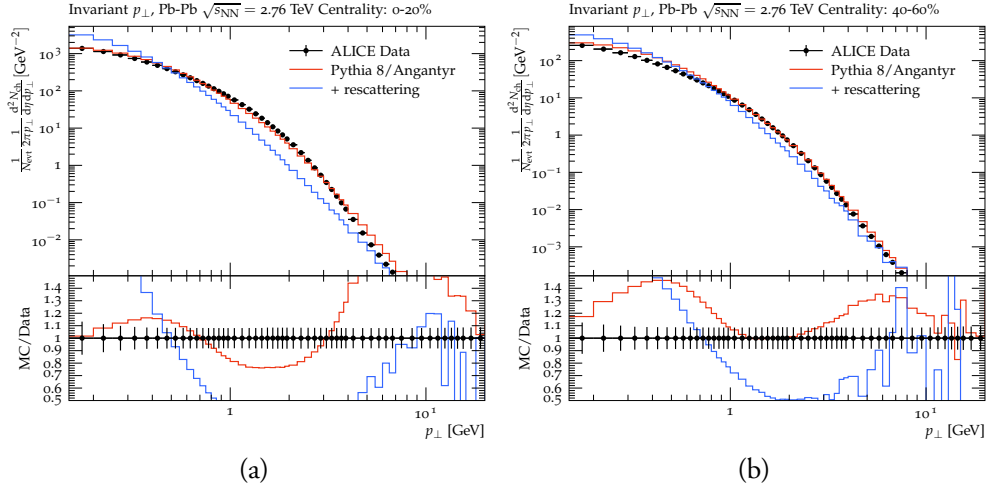 Invariant p⊥, Pb-Pb √sNN = 2.76 TeV Centrality: 0-20%
1/Nevt 1/2πp⊥ d²Nch/dηdp⊥ [GeV⁻²]
10³
10²
10¹
1
10⁻¹
10⁻²
ALICE Data
Pythia 8/Angantyr
+ rescattering
MC/Data
1.4
1.3
1.2
1.1
1
0.9
0.8
0.7
0.6
0.5
1
10¹
p⊥ [GeV]
(a)
Invariant p⊥, Pb-Pb √sNN = 2.76 TeV Centrality: 40-60%
1/Nevt 1/2πp⊥ d²Nch/dηdp⊥ [GeV⁻²]
10²
10¹
1
10⁻¹
10⁻²
10⁻³
ALICE Data
Pythia 8/Angantyr
+ rescattering
MC/Data
1.4
1.3
1.2
1.1
1
0.9
0.8
0.7
0.6
0.5
1
10¹
p⊥ [GeV]
(b)